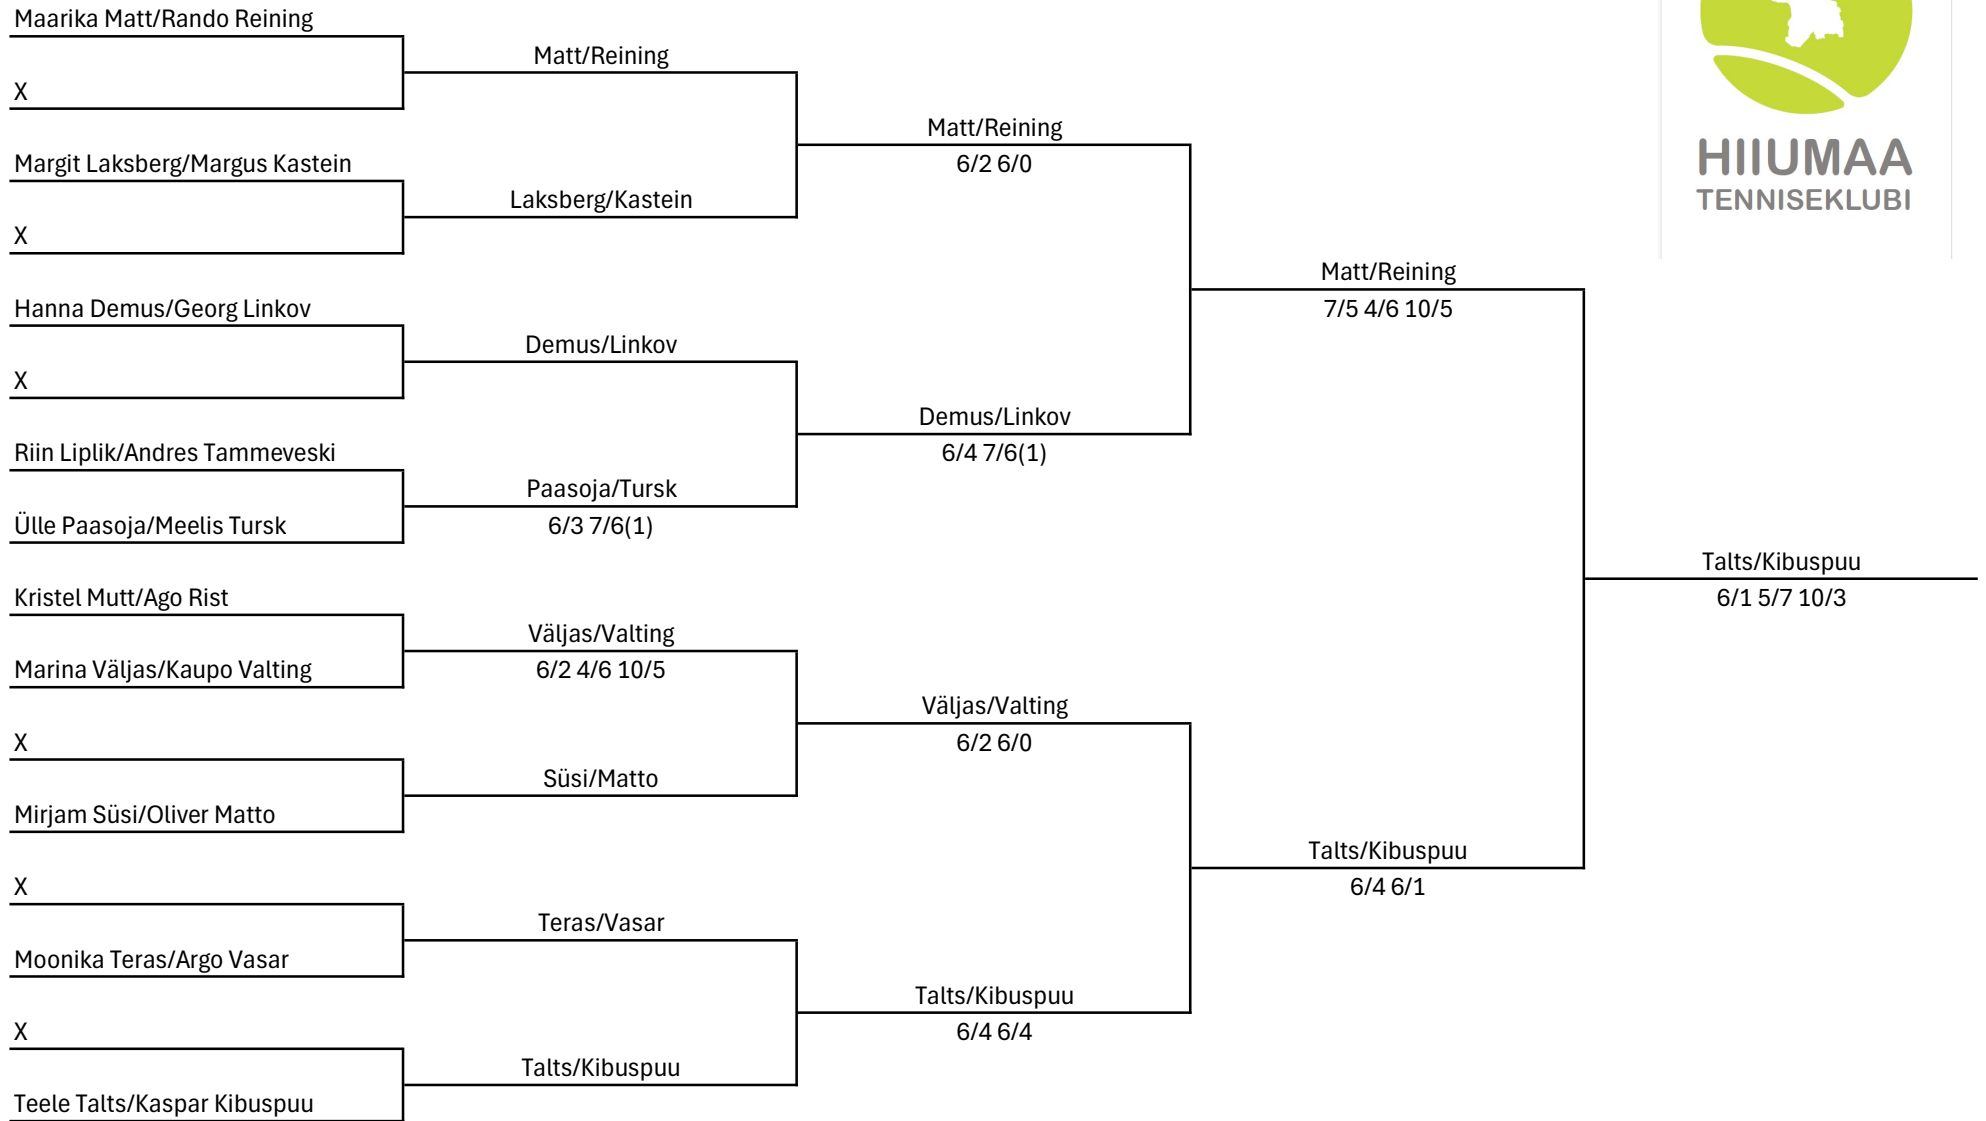 Maarika Matt/Rando Reining
Matt/Reining
X
Matt/Reining
Margit Laksberg/Margus Kastein
6/2 6/0
HIIUMAA
TENNISEKLUBI
Laksberg/Kastein
X
Matt/Reining
Hanna Demus/Georg Linkov
7/5 4/6 10/5
Demus/Linkov
X
Demus/Linkov
Riin Liplik/Andres Tammeveski
6/4 7/6(1)
Paasoja/Tursk
Ülle Paasoja/Meelis Tursk
6/3 7/6(1)
Talts/Kibuspuu
Kristel Mutt/Ago Rist
6/1 5/7 10/3
Väljas/Valting
Marina Väljas/Kaupo Valting
6/2 4/6 10/5
Väljas/Valting
X
6/2 6/0
Süsi/Matto
Mirjam Süsi/Oliver Matto
Talts/Kibuspuu
X
6/4 6/1
Teras/Vasar
Moonika Teras/Argo Vasar
Talts/Kibuspuu
X
6/4 6/4
Talts/Kibuspuu
Teele Talts/Kaspar Kibuspuu